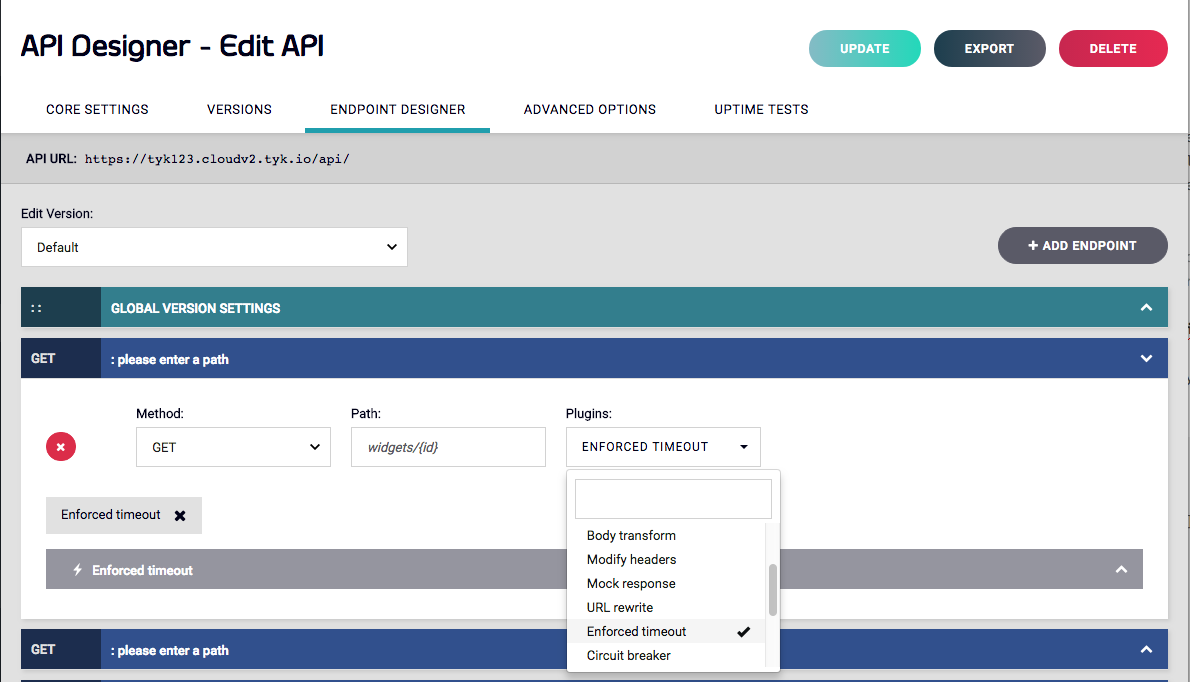 API Designer - Edit API
UPDATE
EXPORT
DELETE
CORE SETTINGS
VERSIONS
ENDPOINT DESIGNER
ADVANCED OPTIONS
UPTIME TESTS
API URL: https://tyk123.cloudv2.tyk.io/api/
Edit Version:
Default
+ ADD ENDPOINT
:: GLOBAL VERSION SETTINGS
GET : please enter a path
Method:
Path:
Plugins:
GET
widgets/{id}
ENFORCED TIMEOUT
Enforced timeout
Body transform
Modify headers
Mock response
URL rewrite
Enforced timeout
Circuit breaker
Enforced timeout
GET : please enter a path